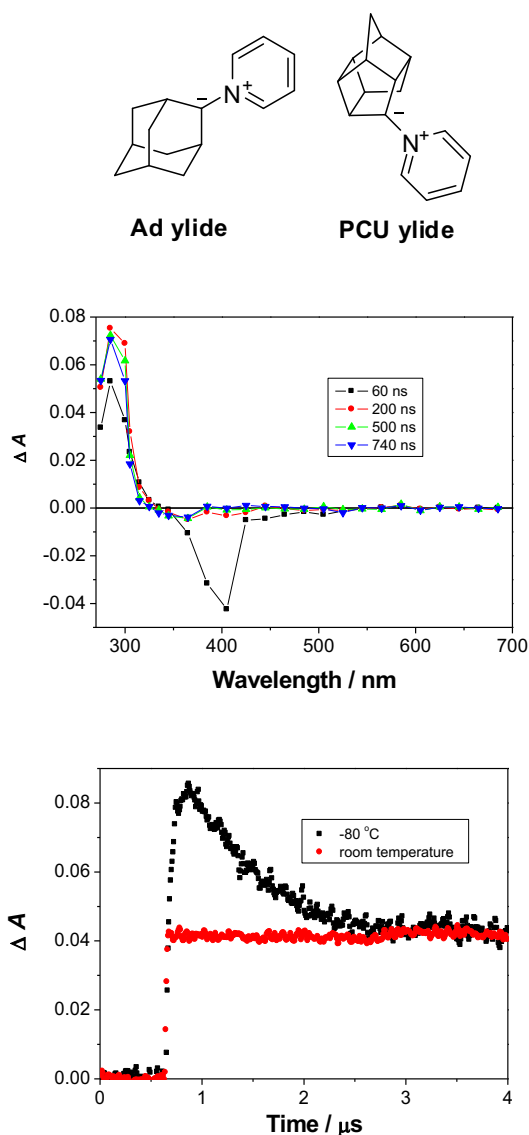 N+
−
−
N+
Ad ylide
PCU ylide
0.08
0.06
0.04
0.02
0.00
-0.02
-0.04
Δ A
60 ns
200 ns
500 ns
740 ns
300 400 500 600 700
Wavelength / nm
0.08
0.06
0.04
0.02
0.00
Δ A
-80 °C
room temperature
0 1 2 3 4
Time / μs